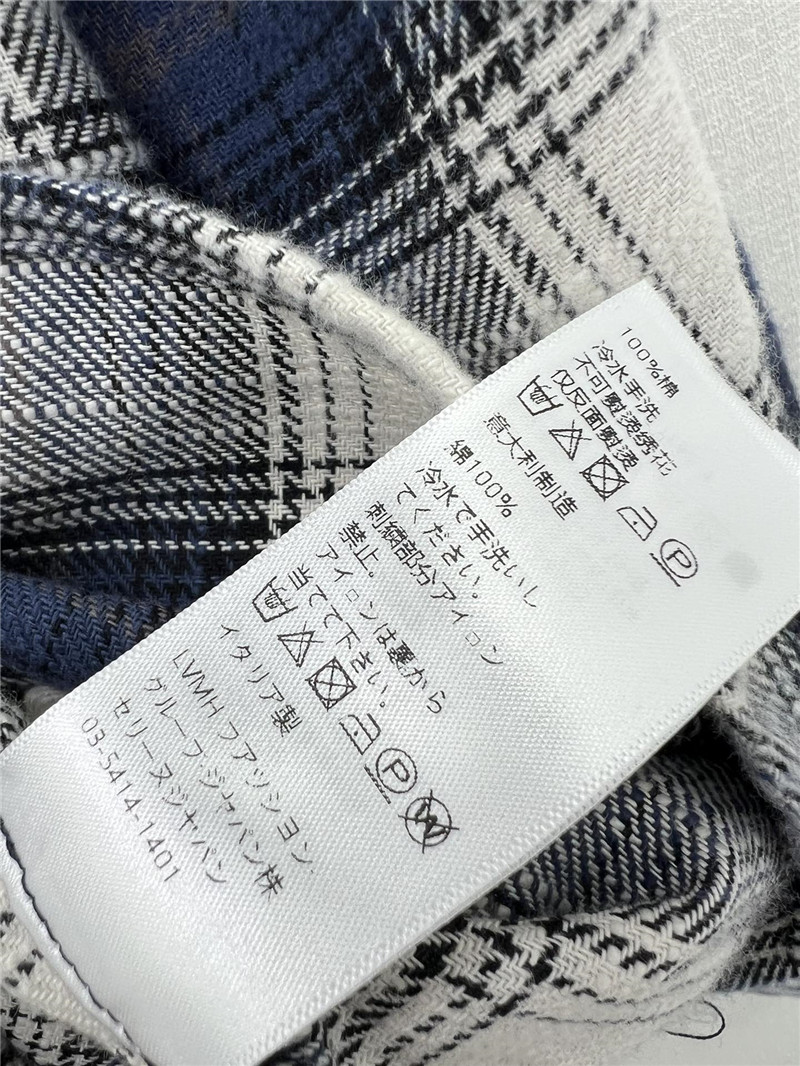 100%棉
冷水手洗
不可熨烫绣花
仅反面熨烫
P
意大利制造
綿100%
冷水で手洗いし
てください。
刺繍部分アイロン
禁止。
アイロンは裏から
当てて下さい。
P W
イタリア製
LVMH ファッション.
グループ.ジャパン株
セリーヌジャパン
03-5414-1401